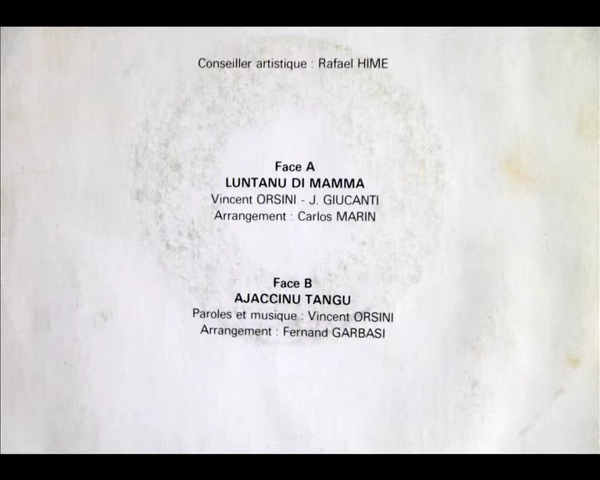 Conseiller artistique : Rafael HIME
Face A
LUNTANU DI MAMMA
Vincent ORSINI - J. GIUCANTI
Arrangement : Carlos MARIN
Face B
AJACCINU TANGU
Paroles et musique : Vincent ORSINI
Arrangement : Fernand GARBASI